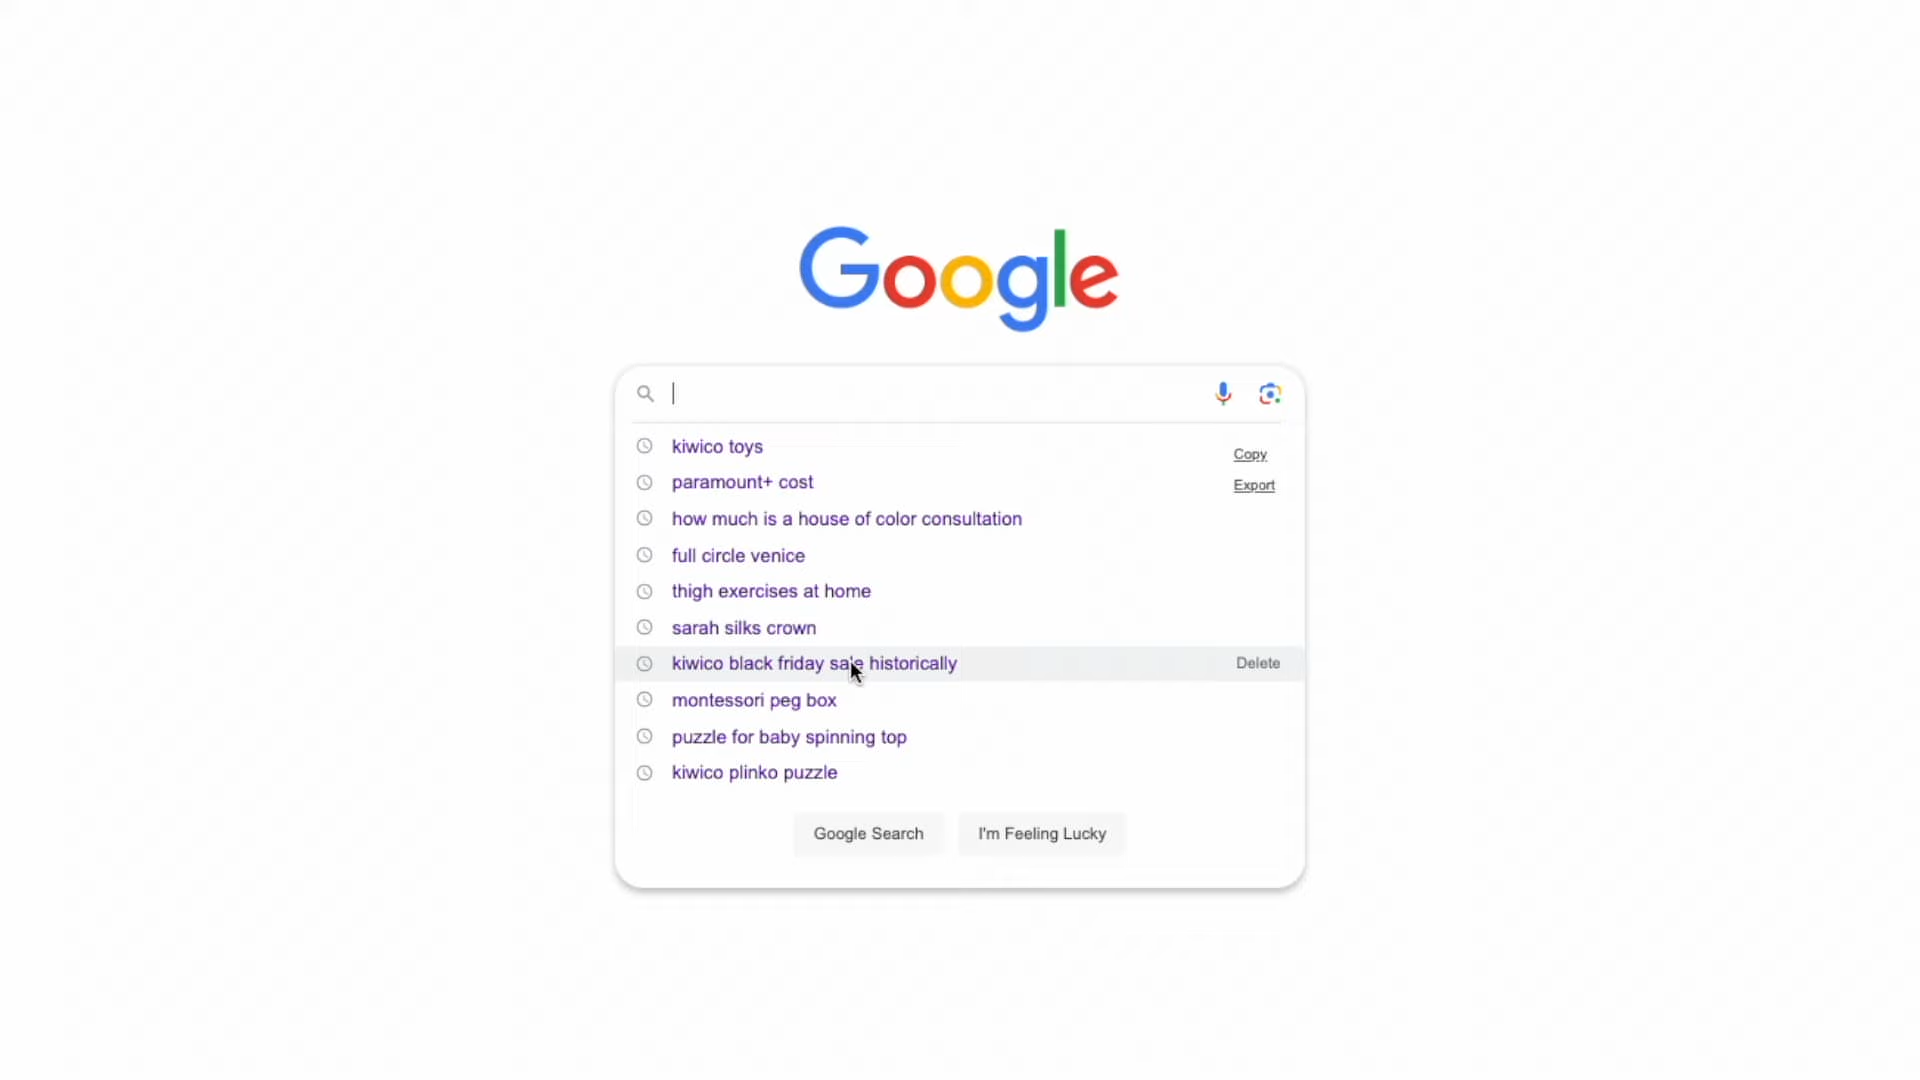 Google
kiwico toys
Copy
paramount+ cost
Export
how much is a house of color consultation
full circle venice
thigh exercises at home
sarah silks crown
kiwico black friday sale historically
Delete
montessori peg box
puzzle for baby spinning top
kiwico plinko puzzle
Google Search
I'm Feeling Lucky